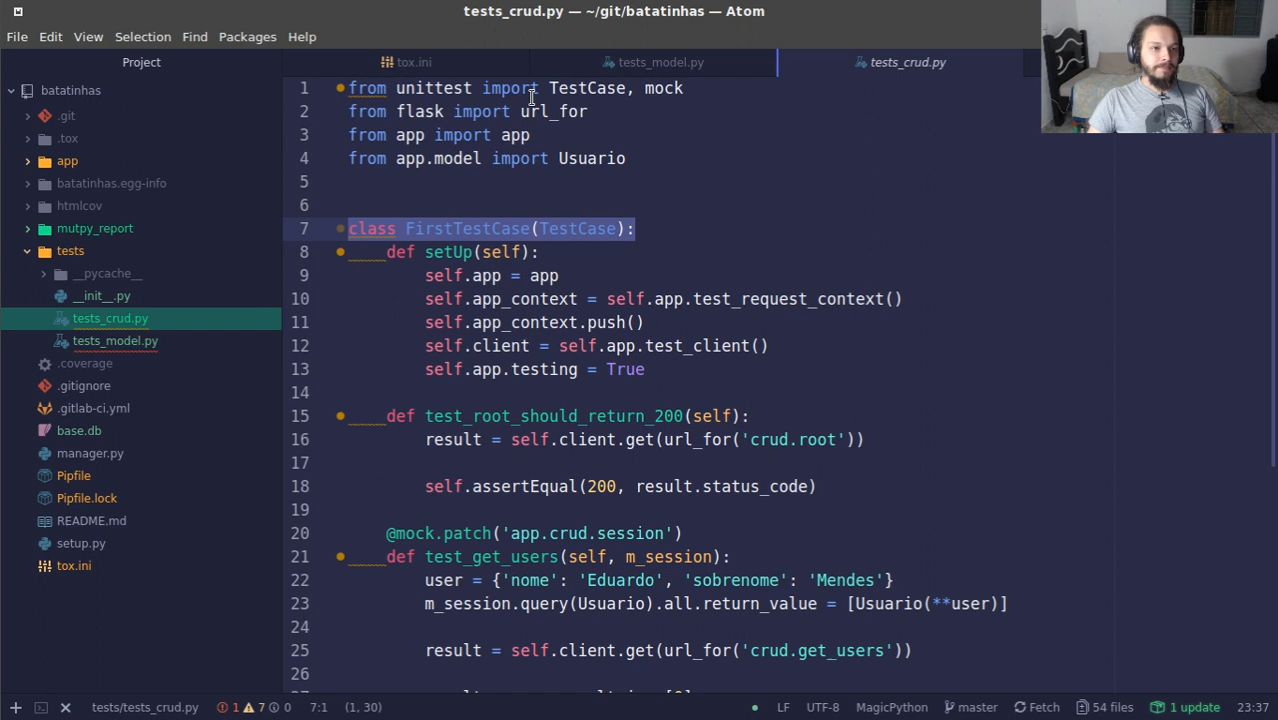 tests_crud.py — ~/git/batatinhas — Atom
File Edit View Selection Find Packages Help
Project
tox.ini
tests_model.py
tests_crud.py
batatinhas
.git
.tox
app
batatinhas.egg-info
htmlcov
mutpy_report
tests
__pycache__
__init__.py
tests_crud.py
tests_model.py
.coverage
.gitignore
.gitlab-ci.yml
base.db
manager.py
Pipfile
Pipfile.lock
README.md
setup.py
tox.ini
1 from unittest import TestCase, mock
2 from flask import url_for
3 from app import app
4 from app.model import Usuario
5
6
7 class FirstTestCase(TestCase):
8     def setUp(self):
9         self.app = app
10         self.app_context = self.app.test_request_context()
11         self.app_context.push()
12         self.client = self.app.test_client()
13         self.app.testing = True
14
15     def test_root_should_return_200(self):
16         result = self.client.get(url_for('crud.root'))
17
18         self.assertEqual(200, result.status_code)
19
20     @mock.patch('app.crud.session')
21     def test_get_users(self, m_session):
22         user = {'nome': 'Eduardo', 'sobrenome': 'Mendes'}
23         m_session.query(Usuario).all.return_value = [Usuario(**user)]
24
25         result = self.client.get(url_for('crud.get_users'))
26
tests/tests_crud.py 1 7 0 7:1 (1, 30) LF UTF-8 MagicPython master Fetch 54 files 1 update 23:37